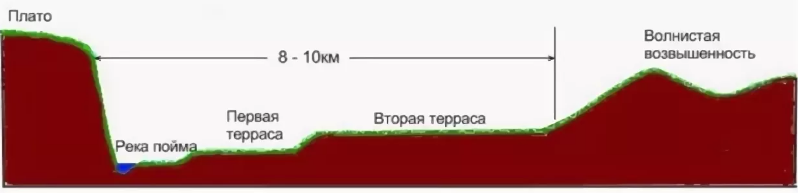 Плато
8 - 10км
Волнистая
возвышенность
Первая
терраса
Вторая терраса
Река пойма